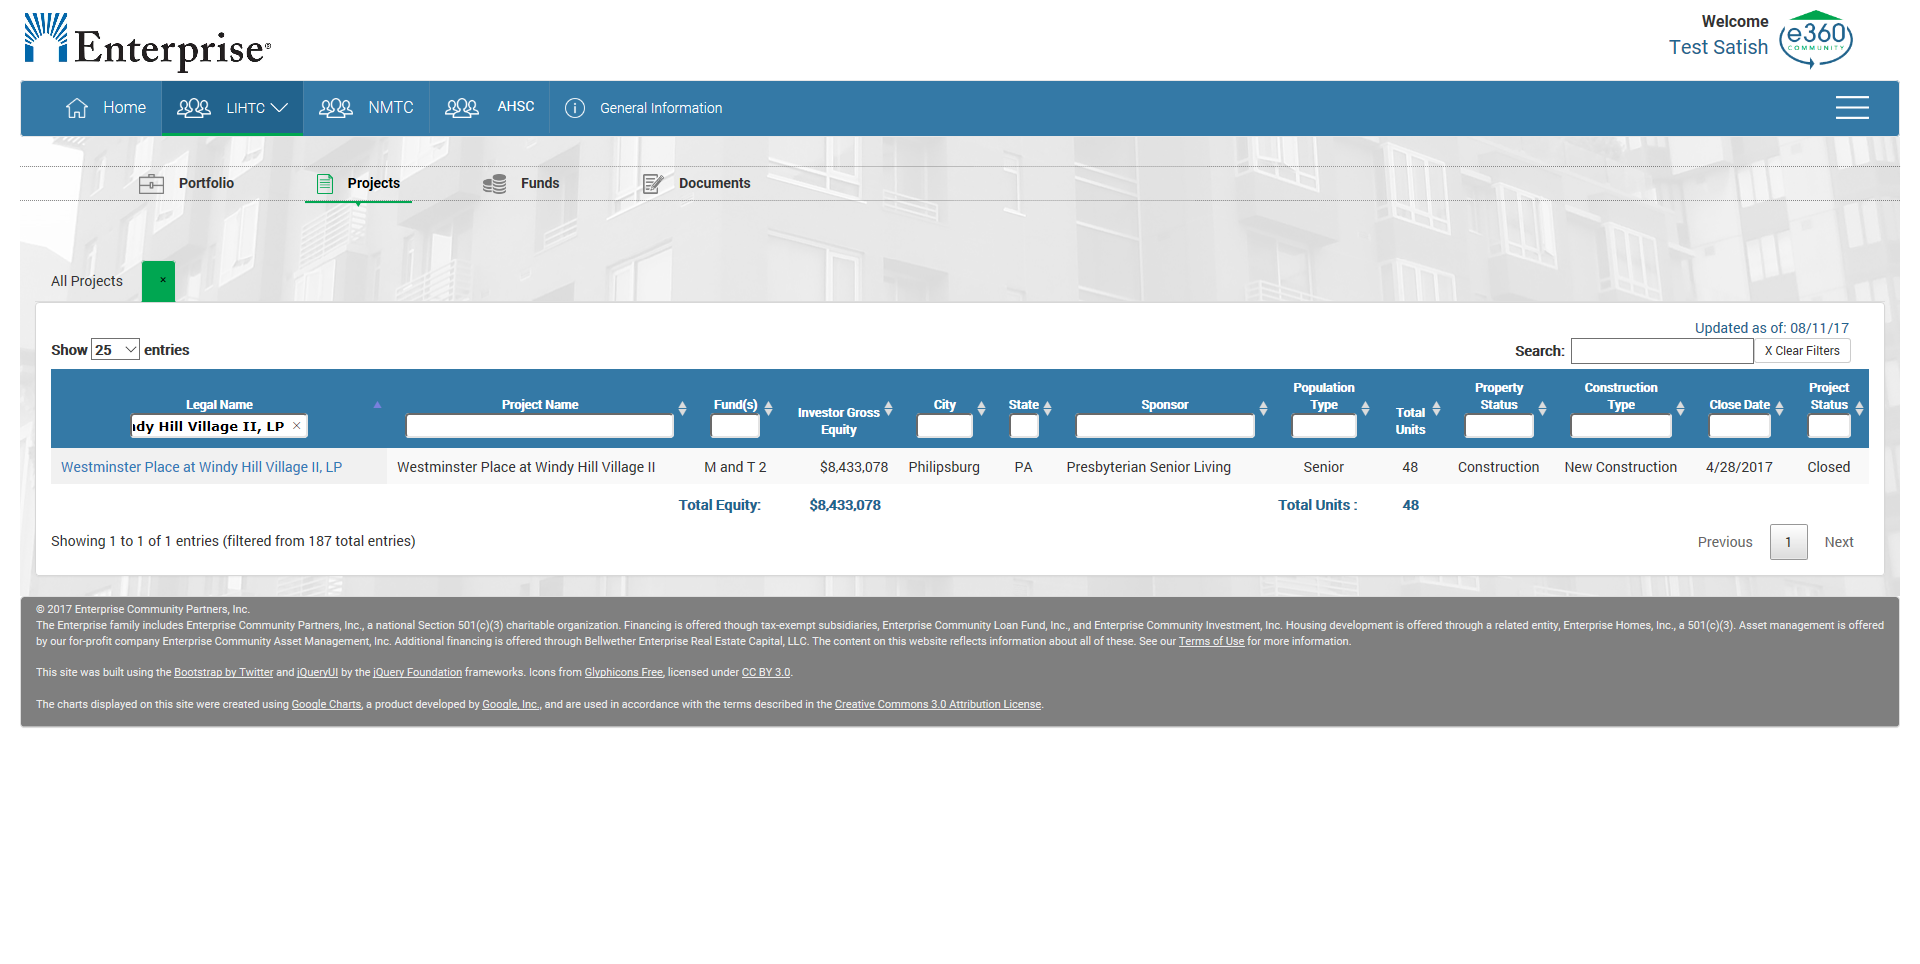 Enterprise®
Welcome
Test Satish
e360
COMMUNITY
Home
LIHTC
NMTC
AHSC
General Information
Portfolio
Projects
Funds
Documents
All Projects
×
Updated as of: 08/11/17
Show 25 entries
Search:
X Clear Filters
Legal Name
Project Name
Fund(s)
Investor Gross
Equity
City
State
Sponsor
Population
Type
Total
Units
Property
Status
Construction
Type
Close Date
Project
Status
dy Hill Village II, LP ×
Westminster Place at Windy Hill Village II, LP Westminster Place at Windy Hill Village II M and T 2 $8,433,078 Philipsburg PA Presbyterian Senior Living Senior 48 Construction New Construction 4/28/2017 Closed
Total Equity: $8,433,078 Total Units : 48
Showing 1 to 1 of 1 entries (filtered from 187 total entries)
Previous 1 Next
© 2017 Enterprise Community Partners, Inc.
The Enterprise family includes Enterprise Community Partners, Inc., a national Section 501(c)(3) charitable organization. Financing is offered though tax-exempt subsidiaries, Enterprise Community Loan Fund, Inc., and Enterprise Community Investment, Inc. Housing development is offered through a related entity, Enterprise Homes, Inc., a 501(c)(3). Asset management is offered
by our for-profit company Enterprise Community Asset Management, Inc. Additional financing is offered through Bellwether Enterprise Real Estate Capital, LLC. The content on this website reflects information about all of these. See our Terms of Use for more information.
This site was built using the Bootstrap by Twitter and jQueryUI by the jQuery Foundation frameworks. Icons from Glyphicons Free, licensed under CC BY 3.0.
The charts displayed on this site were created using Google Charts, a product developed by Google, Inc., and are used in accordance with the terms described in the Creative Commons 3.0 Attribution License.